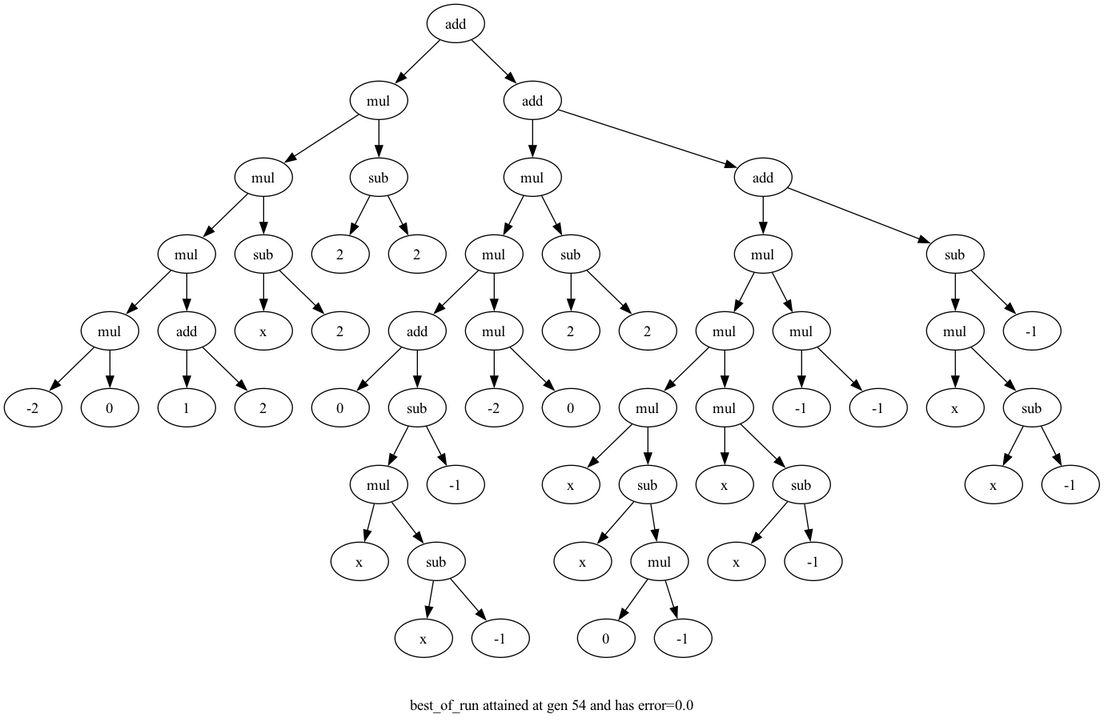 add
mul add
mul sub mul add
mul sub 2 2 mul sub mul sub
mul add x 2 add mul 2 2 mul mul mul -1
-2 0 1 2 0 sub -2 0 mul mul -1 -1 x sub
mul -1 x sub x sub x -1
x sub x mul x -1
x -1 0 -1
best_of_run attained at gen 54 and has error=0.0